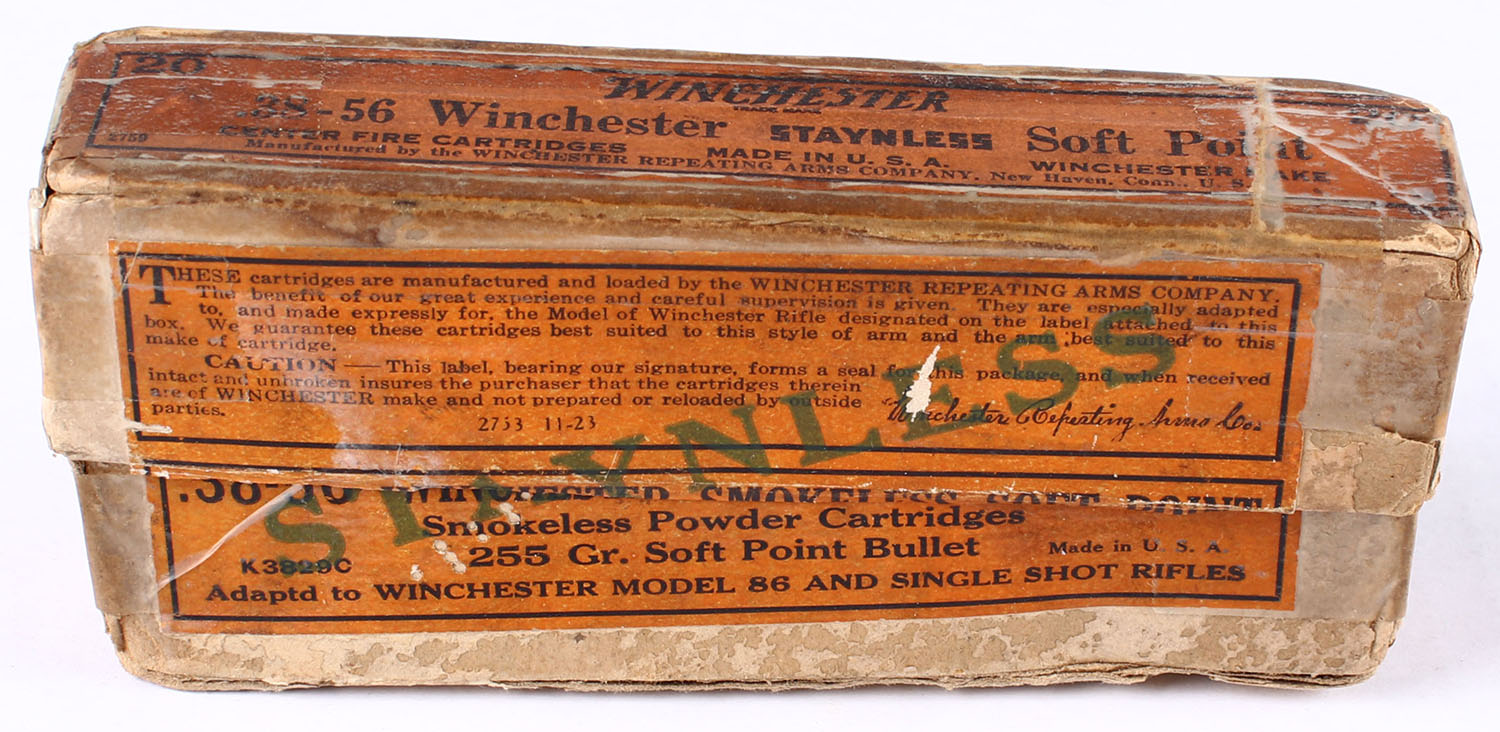 20
WINCHESTER
TRADE MARK
.38-56 Winchester STAYNLESS Soft Point
CENTER FIRE CARTRIDGES MADE IN U. S. A. WINCHESTER MAKE
2759 Manufactured by the WINCHESTER REPEATING ARMS COMPANY, New Haven, Conn., U. S.
THESE cartridges are manufactured and loaded by the WINCHESTER REPEATING ARMS COMPANY.
The benefit of our great experience and careful supervision is given. They are especially adapted
to, and made expressly for, the Model of Winchester Rifle designated on the label attached to this
box. We guarantee these cartridges best suited to this style of arm and the arm best suited to this
make of cartridge.
CAUTION — This label, bearing our signature, forms a seal for this package, and when received
intact and unbroken insures the purchaser that the cartridges therein
are of WINCHESTER make and not prepared or reloaded by outside
parties.
2753 11-23
Winchester Repeating Arms Co.
STAYNLESS
.38-56 WINCHESTER SMOKELESS SOFT POINT
Smokeless Powder Cartridges
255 Gr. Soft Point Bullet Made in U. S. A.
K3829C
Adaptd to WINCHESTER MODEL 86 AND SINGLE SHOT RIFLES